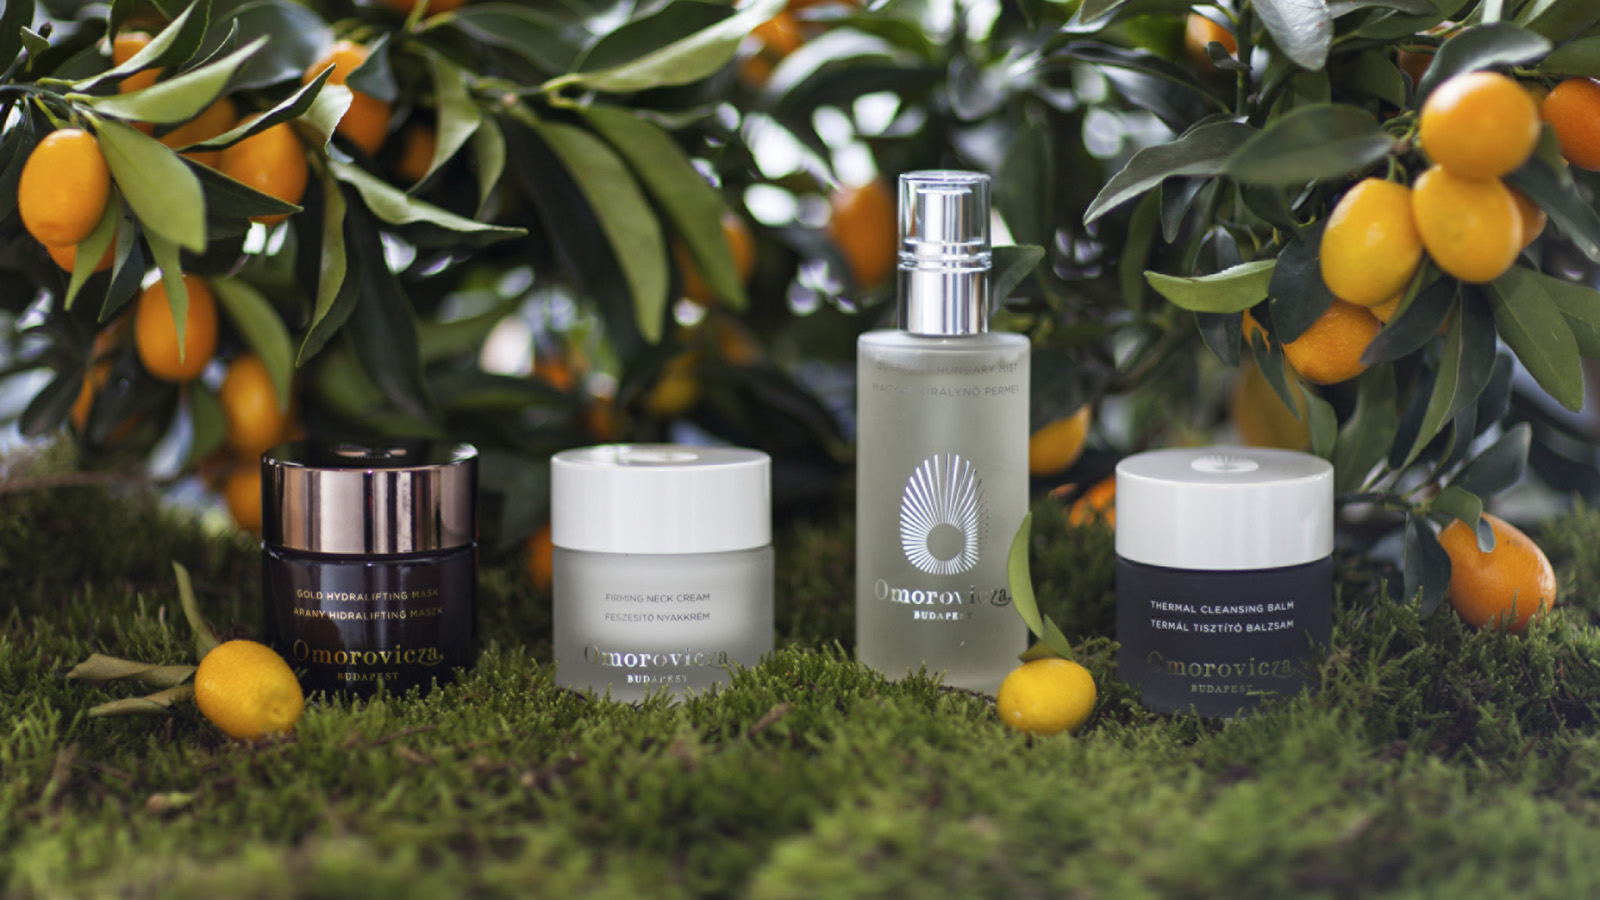 GOLD HYDRALIFTING MASK
ARANY HIDRALIFTING MASZK
Omorovicza
BUDAPEST
FIRMING NECK CREAM
FESZESÍTŐ NYAKKRÉM
Omorovicza
BUDAPEST
HUNGARY MIST
PERMET
Omorovicza
BUDAPEST
THERMAL CLEANSING BALM
TERMÁL TISZTÍTÓ BALZSAM
Omorovicza
BUDAPEST